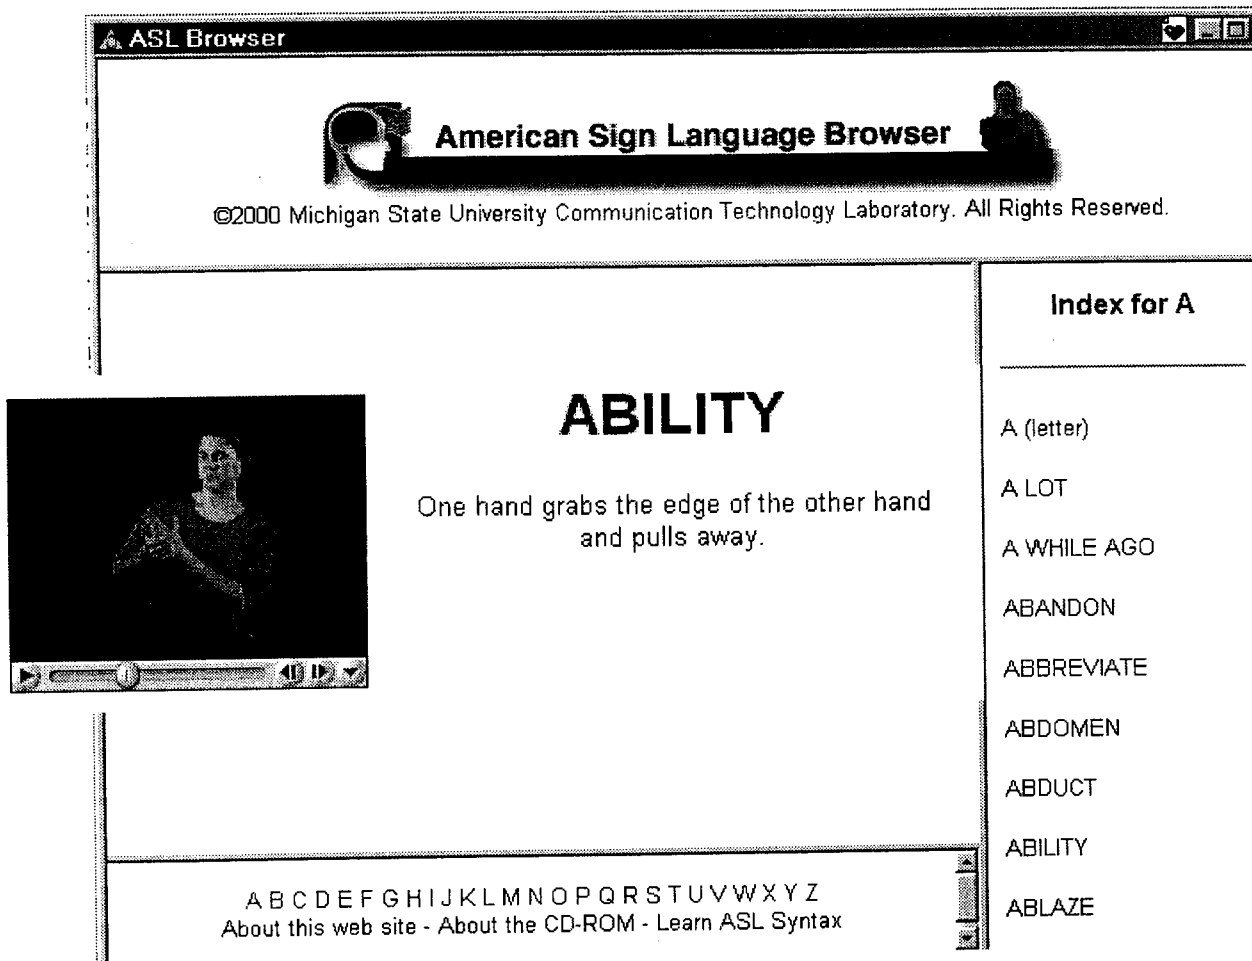 ASL Browser
American Sign Language Browser
©2000 Michigan State University Communication Technology Laboratory. All Rights Reserved.
ABILITY
One hand grabs the edge of the other hand
and pulls away.
Index for A
A (letter)
A LOT
A WHILE AGO
ABANDON
ABBREVIATE
ABDOMEN
ABDUCT
ABILITY
ABLAZE
A B C D E F G H I J K L M N O P Q R S T U V W X Y Z
About this web site - About the CD-ROM - Learn ASL Syntax